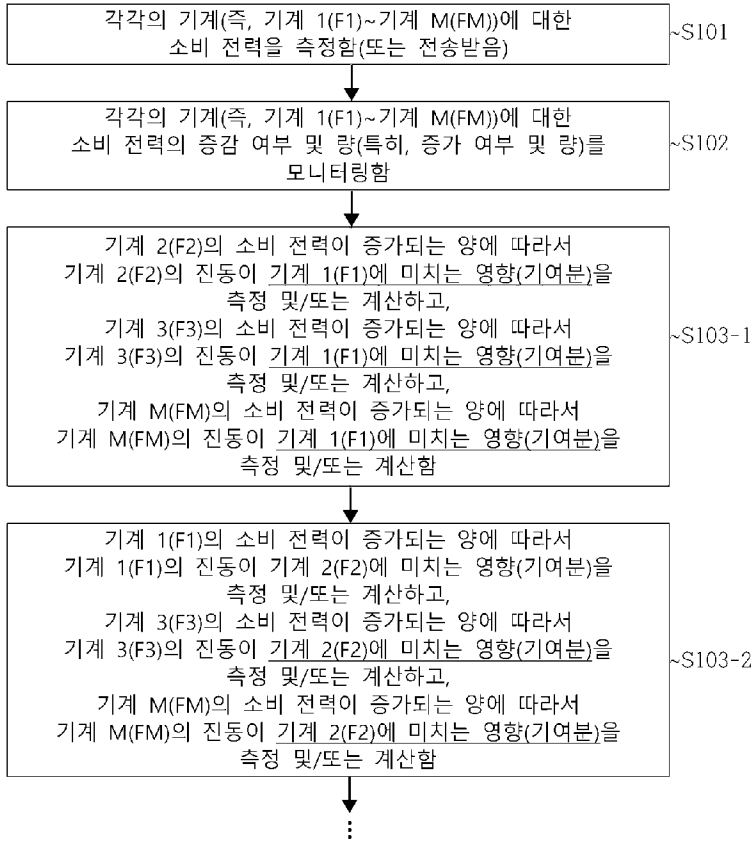 각각의 기계(즉, 기계 1(F1)~기계 M(FM))에 대한
소비 전력을 측정함(또는 전송받음)
~S101
각각의 기계(즉, 기계 1(F1)~기계 M(FM))에 대한
소비 전력의 증감 여부 및 량(특히, 증가 여부 및 량)를
모니터링함
~S102
기계 2(F2)의 소비 전력이 증가되는 양에 따라서
기계 2(F2)의 진동이 기계 1(F1)에 미치는 영향(기여분)을
측정 및/또는 계산하고,
기계 3(F3)의 소비 전력이 증가되는 양에 따라서
기계 3(F3)의 진동이 기계 1(F1)에 미치는 영향(기여분)을
측정 및/또는 계산하고,
기계 M(FM)의 소비 전력이 증가되는 양에 따라서
기계 M(FM)의 진동이 기계 1(F1)에 미치는 영향(기여분)을
측정 및/또는 계산함
~S103-1
기계 1(F1)의 소비 전력이 증가되는 양에 따라서
기계 1(F1)의 진동이 기계 2(F2)에 미치는 영향(기여분)을
측정 및/또는 계산하고,
기계 3(F3)의 소비 전력이 증가되는 양에 따라서
기계 3(F3)의 진동이 기계 2(F2)에 미치는 영향(기여분)을
측정 및/또는 계산하고,
기계 M(FM)의 소비 전력이 증가되는 양에 따라서
기계 M(FM)의 진동이 기계 2(F2)에 미치는 영향(기여분)을
측정 및/또는 계산함
~S103-2
⋮